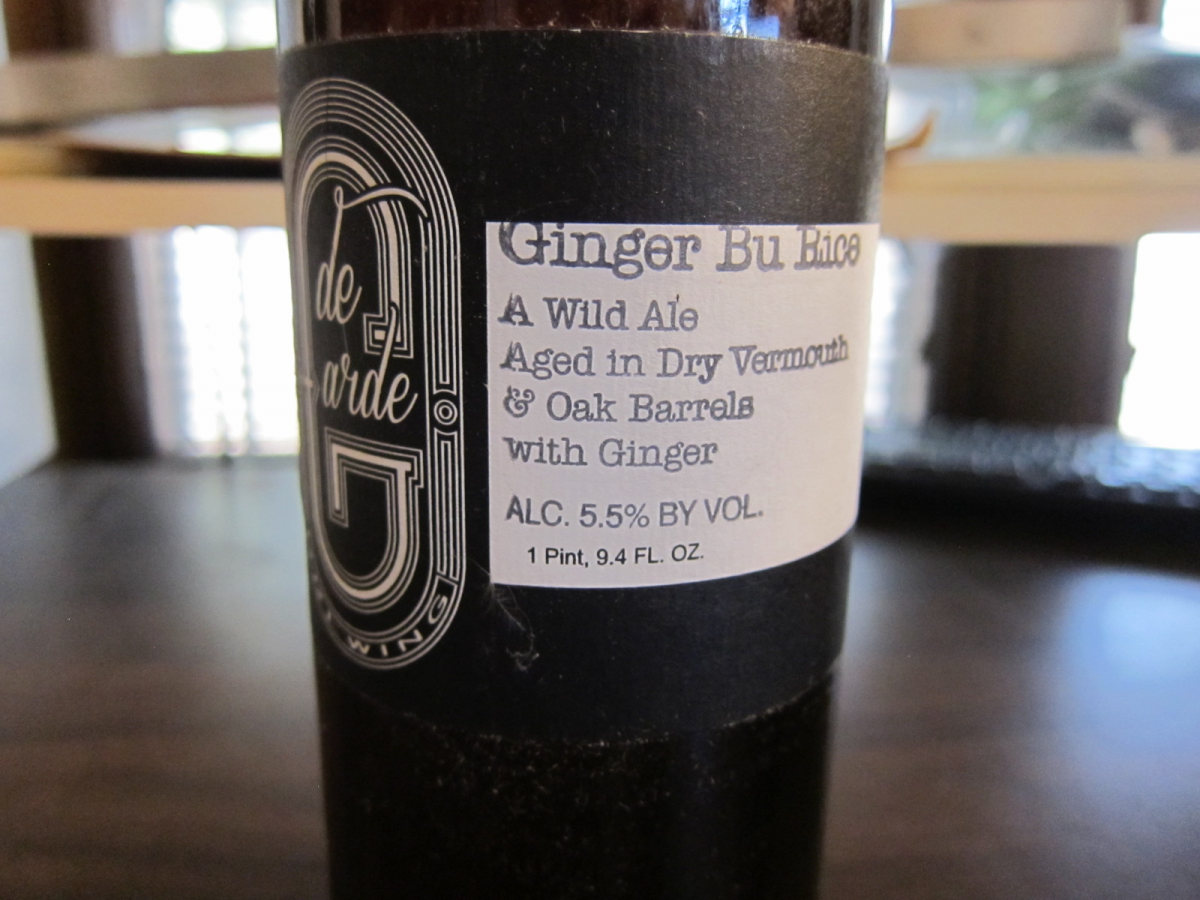 de
Garde
Ginger Bu Rice
A Wild Ale
Aged in Dry Vermouth
& Oak Barrels
with Ginger
ALC. 5.5% BY VOL.
1 Pint, 9.4 FL. OZ.